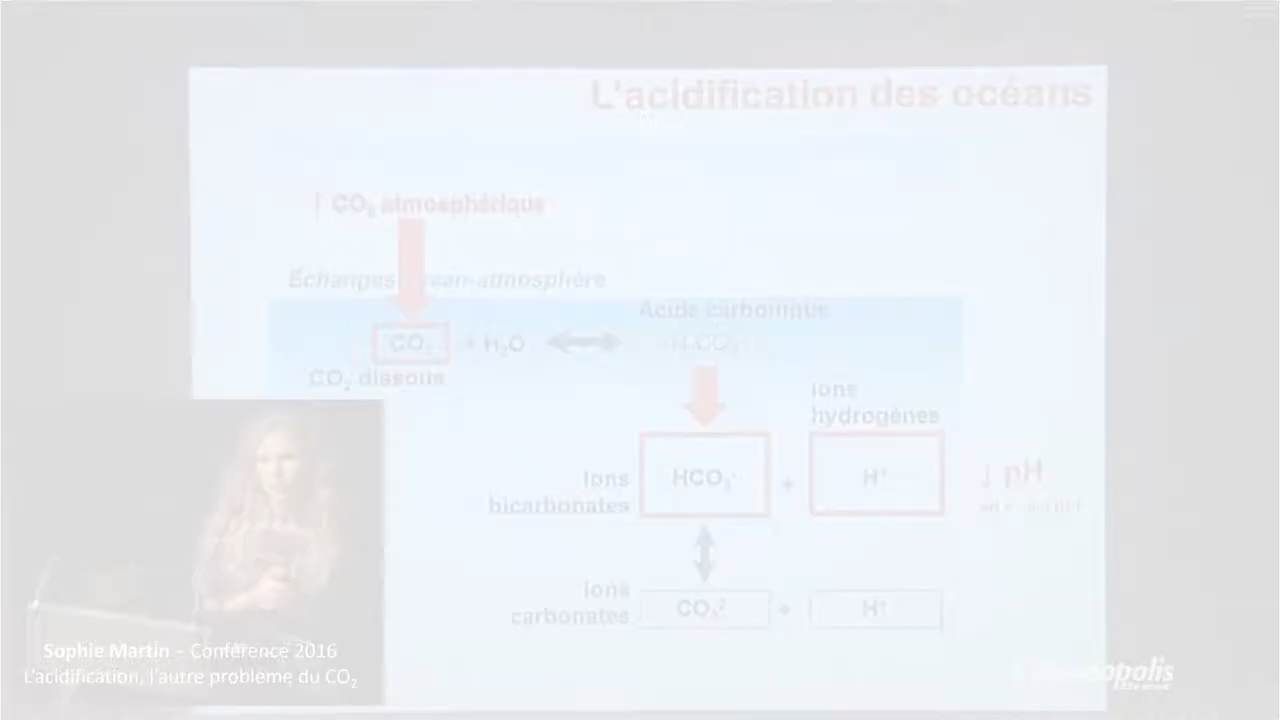 L'acidification des océans
↑ CO₂ atmosphérique
Échanges océan-atmosphère
Acide carbonique
CO₂ + H₂O H₂CO₃
CO₂ dissous
Ions
hydrogènes
HCO₃⁻ + H⁺
↓ pH
Ions
bicarbonates
Ions
carbonates
CO₃²⁻ + H⁺
Sophie Martin – Conférence 2016
L'acidification, l'autre problème du CO₂